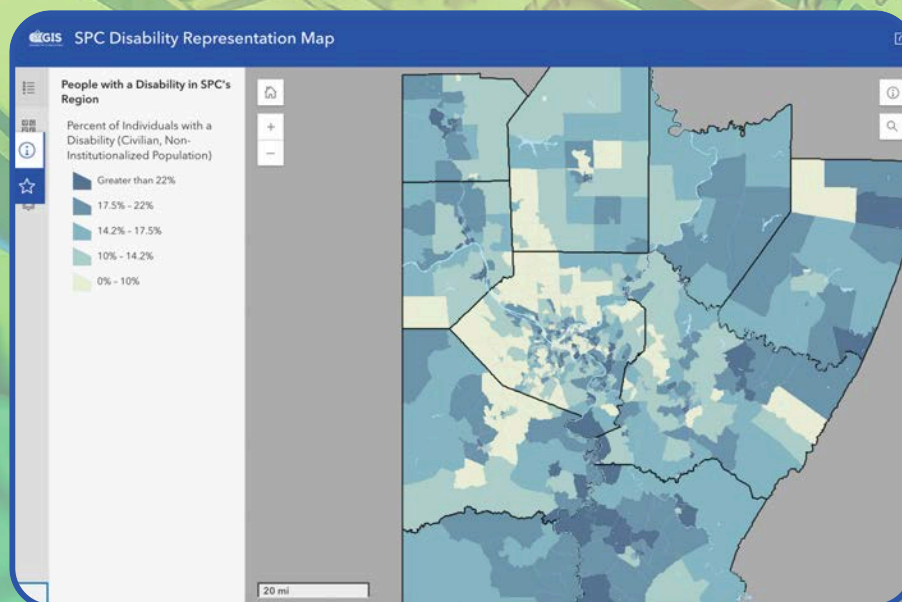 GIS SPC Disability Representation Map
People with a Disability in SPC's
Region
Percent of Individuals with a
Disability (Civilian, Non-
Institutionalized Population)
Greater than 22%
17.5% - 22%
14.2% - 17.5%
10% - 14.2%
0% - 10%
20 mi